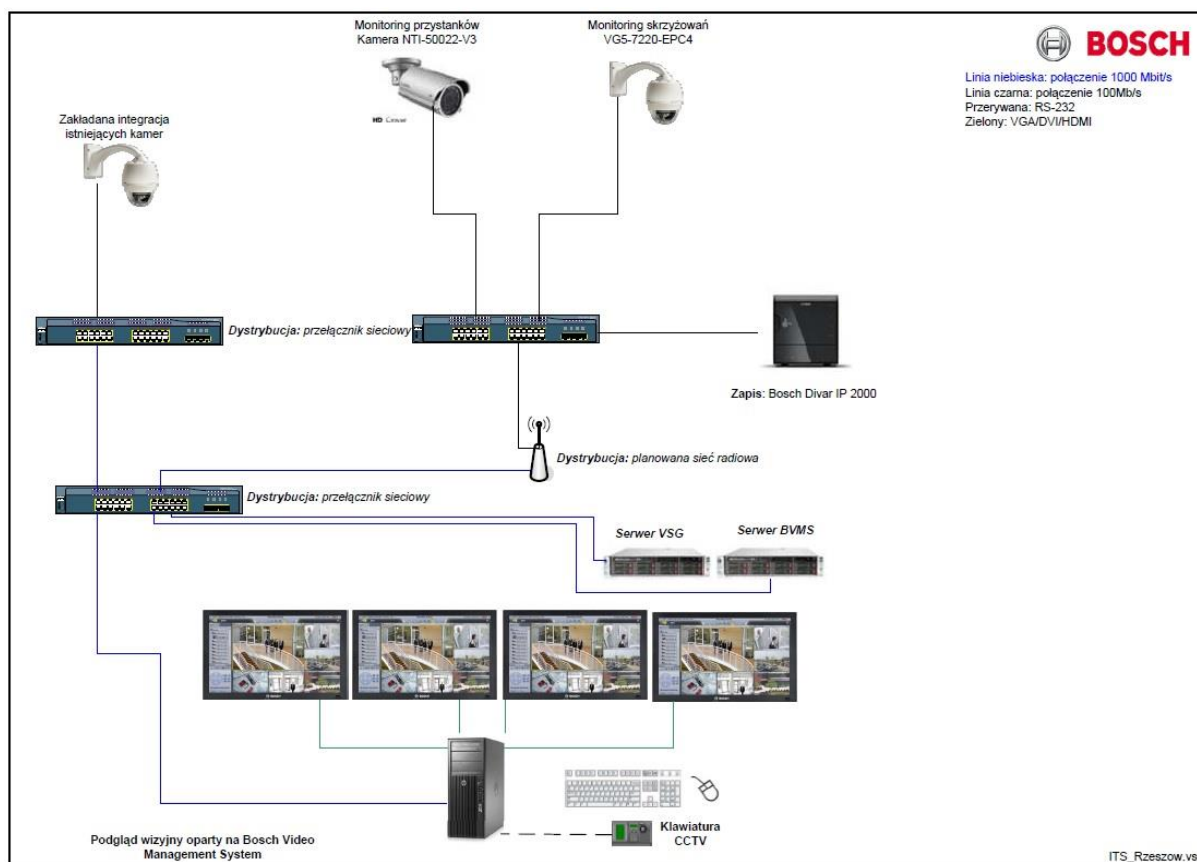 Monitoring przystanków
Kamera NTI-50022-V3
Monitoring skrzyżowań
VG5-7220-EPC4
BOSCH
Linia niebieska: połączenie 1000 Mbit/s
Linia czarna: połączenie 100Mb/s
Przerywana: RS-232
Zielony: VGA/DVI/HDMI
Zakładana integracja
istniejących kamer
HD
Dystrybucja: przełącznik sieciowy
Zapis: Bosch Divar IP 2000
Dystrybucja: planowana sieć radiowa
Dystrybucja: przełącznik sieciowy
Serwer VSG
Serwer BVMS
Klawiatura
CCTV
Podgląd wizyjny oparty na Bosch Video
Management System
ITS_Rzeszow.vs